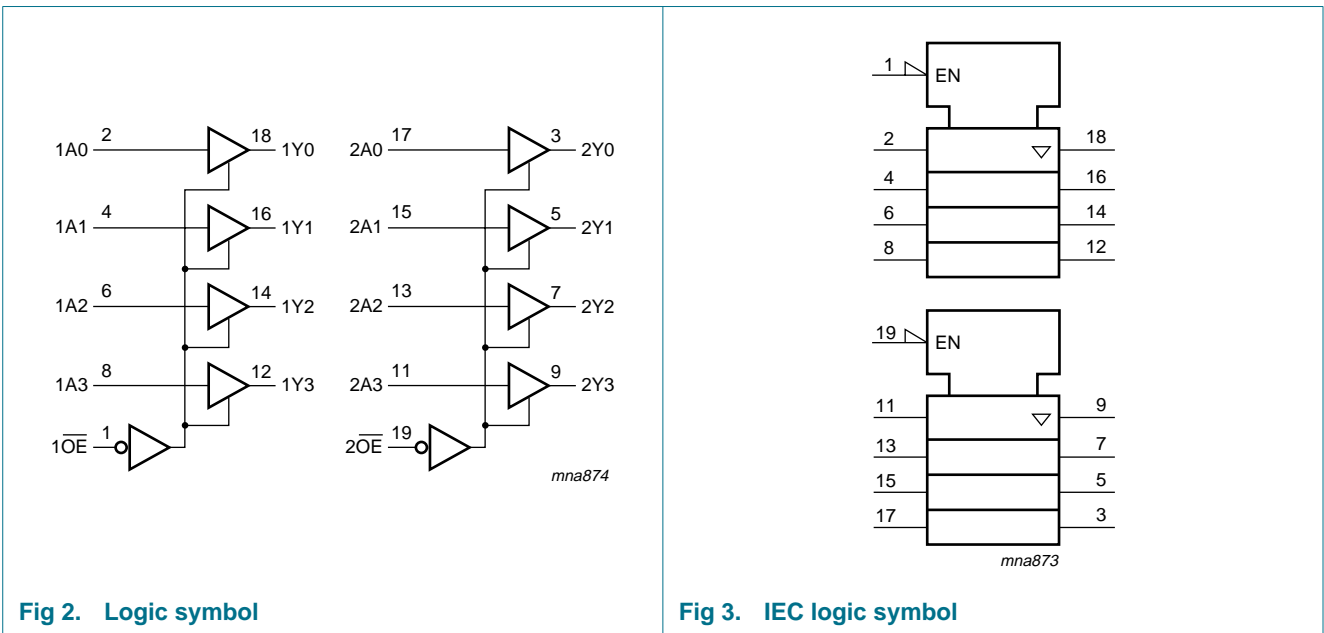 1A0 2 18 1Y0
1A1 4 16 1Y1
1A2 6 14 1Y2
1A3 8 12 1Y3
1O̅E̅ 1
2A0 17 3 2Y0
2A1 15 5 2Y1
2A2 13 7 2Y2
2A3 11 9 2Y3
2O̅E̅ 19
mna874
Fig 2. Logic symbol
1 EN
2 18
4 16
6 14
8 12
19 EN
11 9
13 7
15 5
17 3
mna873
Fig 3. IEC logic symbol